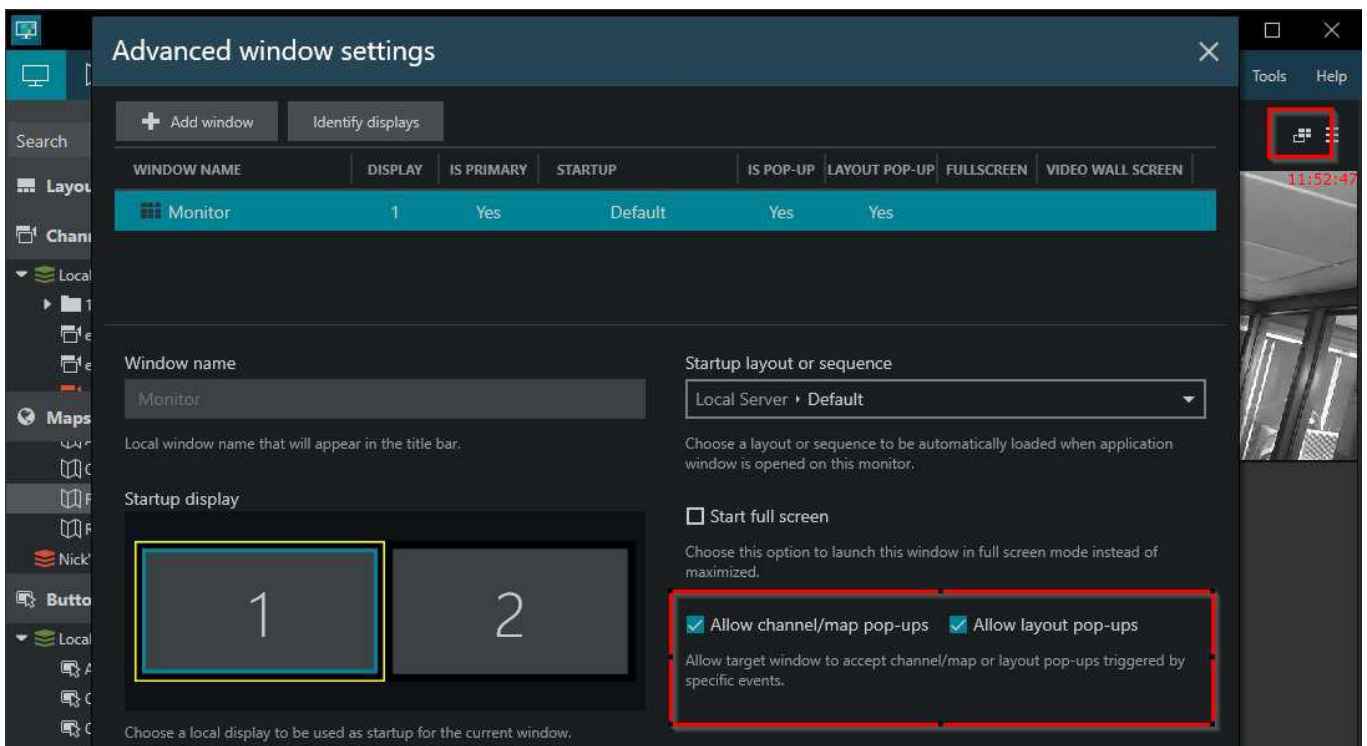 Advanced window settings
Tools Help
Add window Identify displays
Search
WINDOW NAME DISPLAY IS PRIMARY STARTUP IS POP-UP LAYOUT POP-UP FULLSCREEN VIDEO WALL SCREEN
11:52:47
Monitor 1 Yes Default Yes Yes
Layou
Chann
Local
1
e
e
Maps
C
F
R
Nick'
Butto
Local
A
C
C
Window name
Monitor
Local window name that will appear in the title bar.
Startup display
1 2
Choose a local display to be used as startup for the current window.
Startup layout or sequence
Local Server Default
Choose a layout or sequence to be automatically loaded when application
window is opened on this monitor.
Start full screen
Choose this option to launch this window in full screen mode instead of
maximized.
Allow channel/map pop-ups Allow layout pop-ups
Allow target window to accept channel/map or layout pop-ups triggered by
specific events.